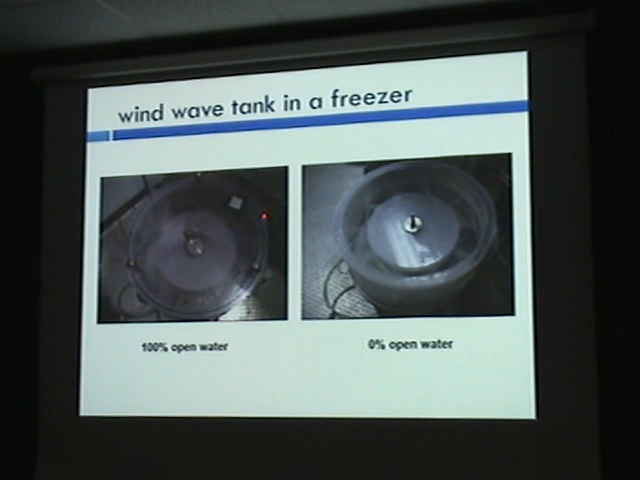 wind wave tank in a freezer
100% open water
0% open water